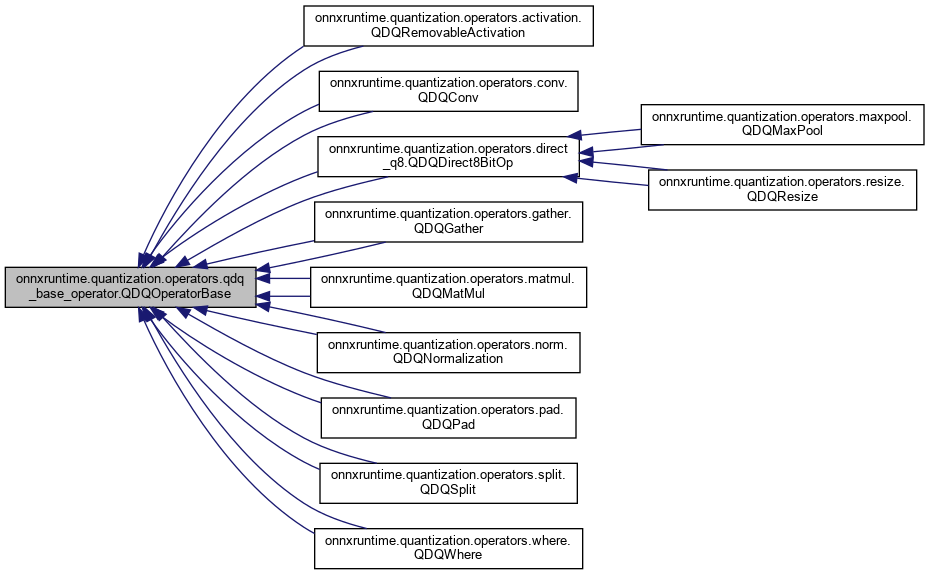 onnxruntime.quantization.operators.activation.
QDQRemovableActivation
onnxruntime.quantization.operators.conv.
QDQConv
onnxruntime.quantization.operators.maxpool.
QDQMaxPool
onnxruntime.quantization.operators.direct
_q8.QDQDirect8BitOp
onnxruntime.quantization.operators.resize.
QDQResize
onnxruntime.quantization.operators.gather.
QDQGather
onnxruntime.quantization.operators.qdq
_base_operator.QDQOperatorBase
onnxruntime.quantization.operators.matmul.
QDQMatMul
onnxruntime.quantization.operators.norm.
QDQNormalization
onnxruntime.quantization.operators.pad.
QDQPad
onnxruntime.quantization.operators.split.
QDQSplit
onnxruntime.quantization.operators.where.
QDQWhere